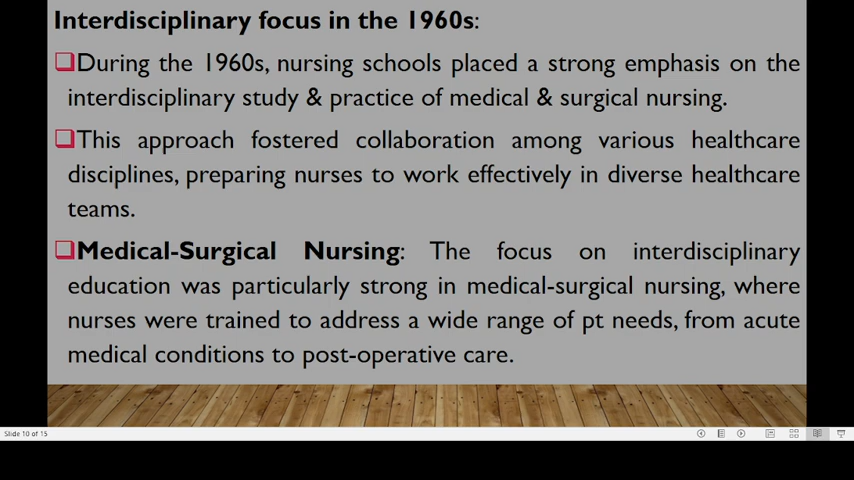 Interdisciplinary focus in the 1960s:
During the 1960s, nursing schools placed a strong emphasis on the
interdisciplinary study & practice of medical & surgical nursing.
This approach fostered collaboration among various healthcare
disciplines, preparing nurses to work effectively in diverse healthcare
teams.
Medical-Surgical Nursing: The focus on interdisciplinary
education was particularly strong in medical-surgical nursing, where
nurses were trained to address a wide range of pt needs, from acute
medical conditions to post-operative care.
Slide 10 of 15